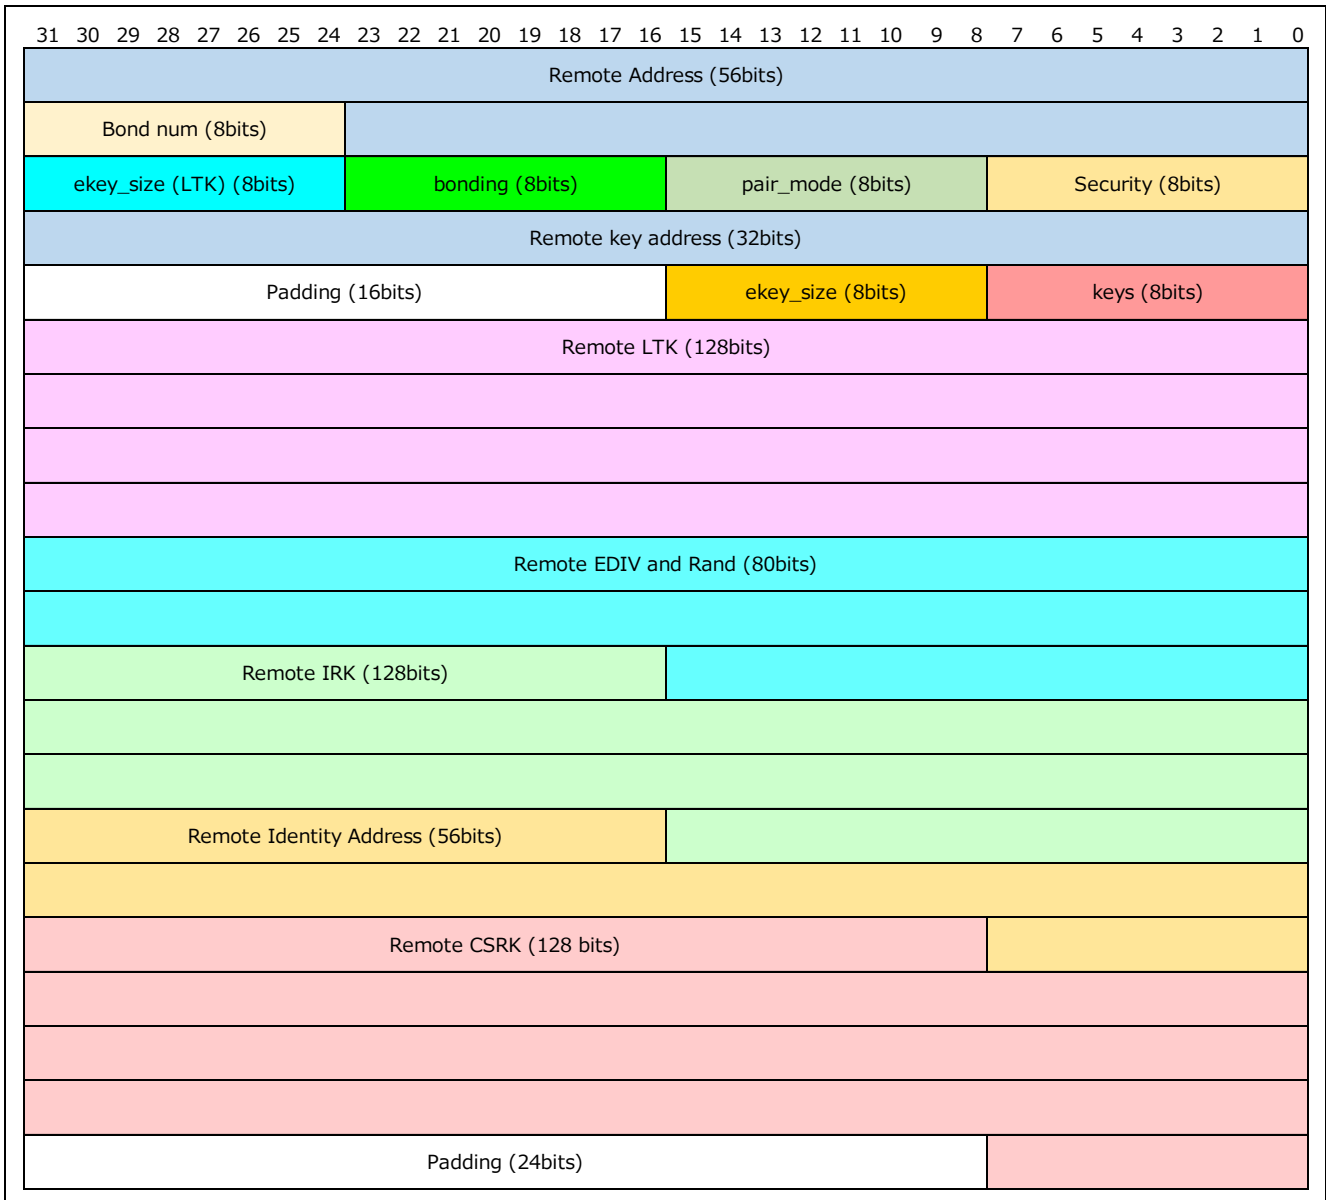 31 30 29 28 27 26 25 24 23 22 21 20 19 18 17 16 15 14 13 12 11 10 9 8 7 6 5 4 3 2 1 0
Remote Address (56bits)
Bond num (8bits)
ekey_size (LTK) (8bits) bonding (8bits) pair_mode (8bits) Security (8bits)
Remote key address (32bits)
Padding (16bits) ekey_size (8bits) keys (8bits)
Remote LTK (128bits)
Remote EDIV and Rand (80bits)
Remote IRK (128bits)
Remote Identity Address (56bits)
Remote CSRK (128 bits)
Padding (24bits)